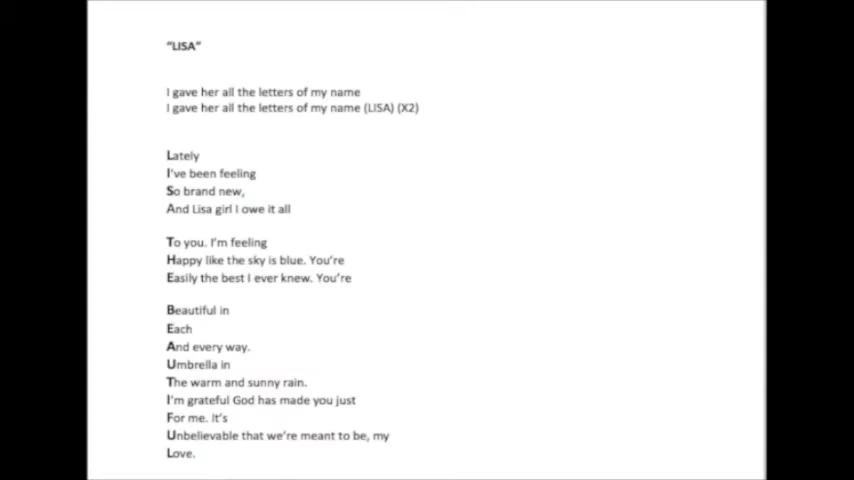 “LISA”
I gave her all the letters of my name
I gave her all the letters of my name (LISA) (X2)
Lately
I’ve been feeling
So brand new,
And Lisa girl I owe it all
To you. I’m feeling
Happy like the sky is blue. You’re
Easily the best I ever knew. You’re
Beautiful in
Each
And every way.
Umbrella in
The warm and sunny rain.
I’m grateful God has made you just
For me. It’s
Unbelievable that we’re meant to be, my
Love.